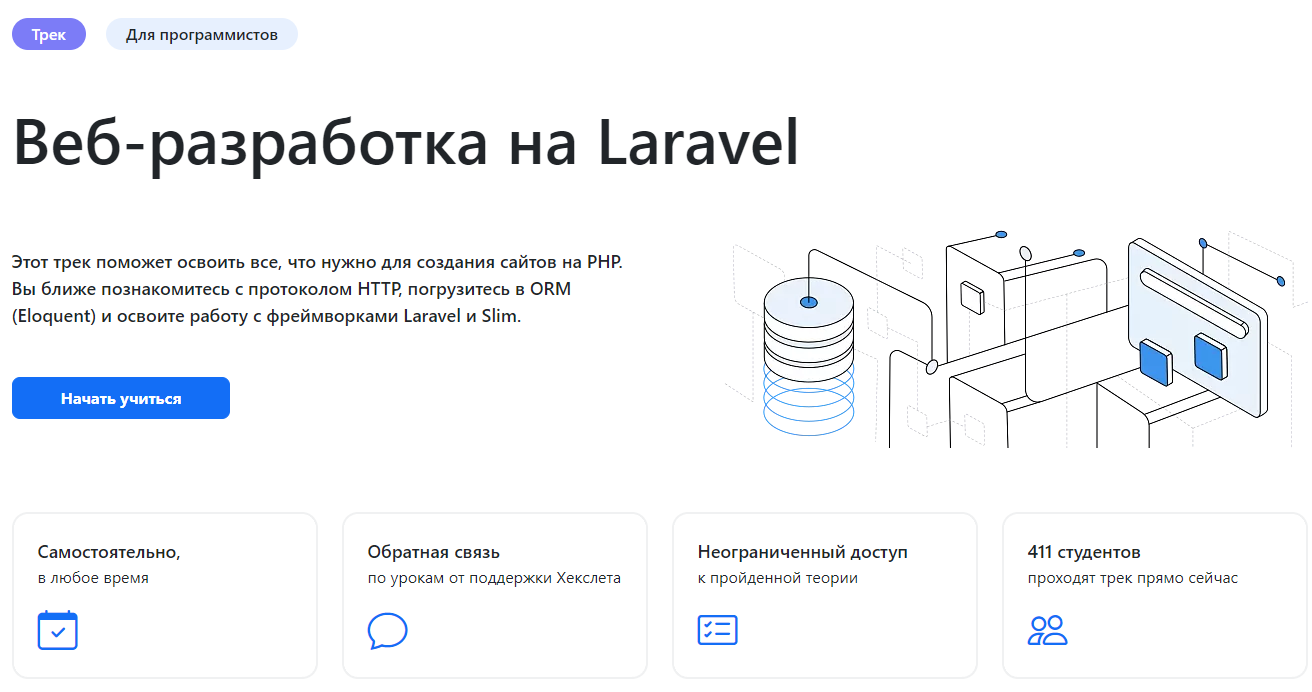 Трек
Для программистов
Веб-разработка на Laravel
Этот трек поможет освоить все, что нужно для создания сайтов на PHP.
Вы ближе познакомитесь с протоколом HTTP, погрузитесь в ORM
(Eloquent) и освоите работу с фреймворками Laravel и Slim.
Начать учиться
Самостоятельно,
в любое время
Обратная связь
по урокам от поддержки Хекслета
Неограниченный доступ
к пройденной теории
411 студентов
проходят трек прямо сейчас